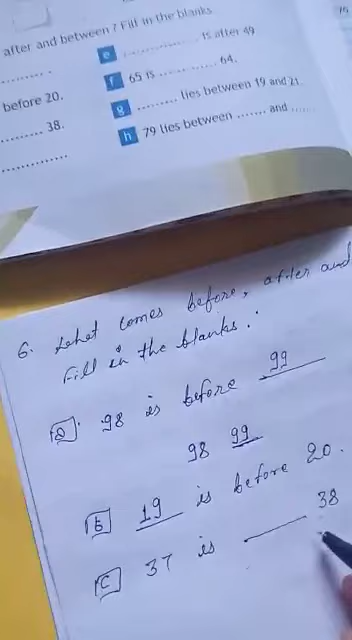 after and between ? Fill in the blanks.
e ............... is after 49
f 65 is ............... 64.
before 20.
g ......... lies between 19 and 21.
......... 38.
h 79 lies between ........ and ......
6. What comes before, after and
Fill in the blanks.
a 98 is before 99
98 99
b 19 is before 20.
c 37 is ____ 38